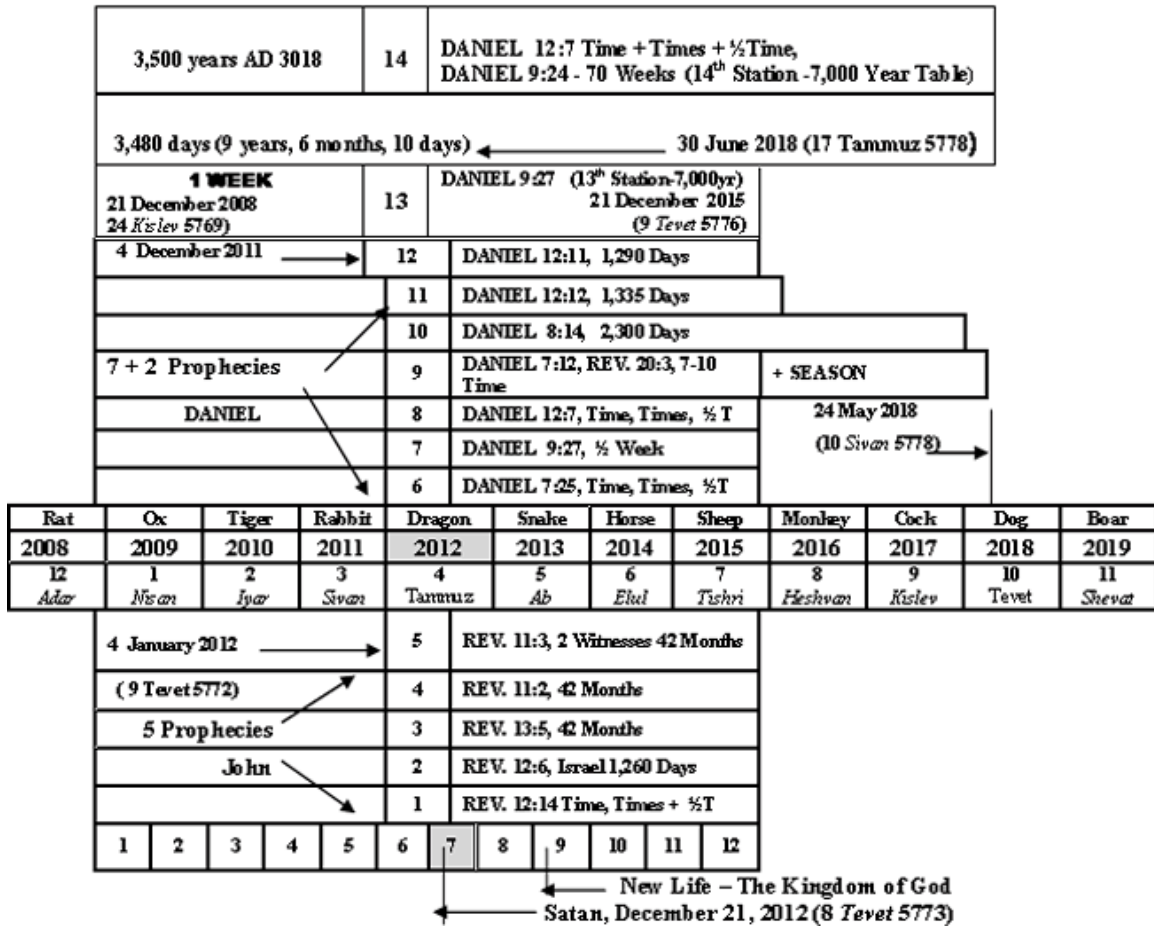 3,500 years AD 3018
14
DANIEL 12:7 Time + Times + ½Time,
DANIEL 9:24 - 70 Weeks (14th Station -7,000 Year Table)
3,480 days (9 years, 6 months, 10 days)
30 June 2018 (17 Tammuz 5778)
1 WEEK
21 December 2008
24 Kislev 5769)
13
DANIEL 9:27 (13th Station-7,000yr)
21 December 2015
(9 Tevet 5776)
4 December 2011
12
DANIEL 12:11, 1,290 Days
11
DANIEL 12:12, 1,335 Days
10
DANIEL 8:14, 2,300 Days
7 + 2 Prophecies
9
DANIEL 7:12, REV. 20:3, 7-10
Time
+ SEASON
DANIEL
8
DANIEL 12:7, Time, Times, ½ T
24 May 2018
(10 Sivan 5778)
7
DANIEL 9:27, ½ Week
6
DANIEL 7:25, Time, Times, ½T
Rat Ox Tiger Rabbit Dragon Snake Horse Sheep Monkey Cock Dog Boar
2008 2009 2010 2011 2012 2013 2014 2015 2016 2017 2018 2019
12 1 2 3 4 5 6 7 8 9 10 11
Adar Nisan Iyar Sivan Tammuz Ab Elul Tishri Heshvan Kislev Tevet Shevat
4 January 2012
5
REV. 11:3, 2 Witnesses 42 Months
(9 Tevet 5772)
4
REV. 11:2, 42 Months
5 Prophecies
3
REV. 13:5, 42 Months
John
2
REV. 12:6, Israel 1,260 Days
1
REV. 12:14 Time, Times + ½T
1 2 3 4 5 6 7 8 9 10 11 12
New Life – The Kingdom of God
Satan, December 21, 2012 (8 Tevet 5773)